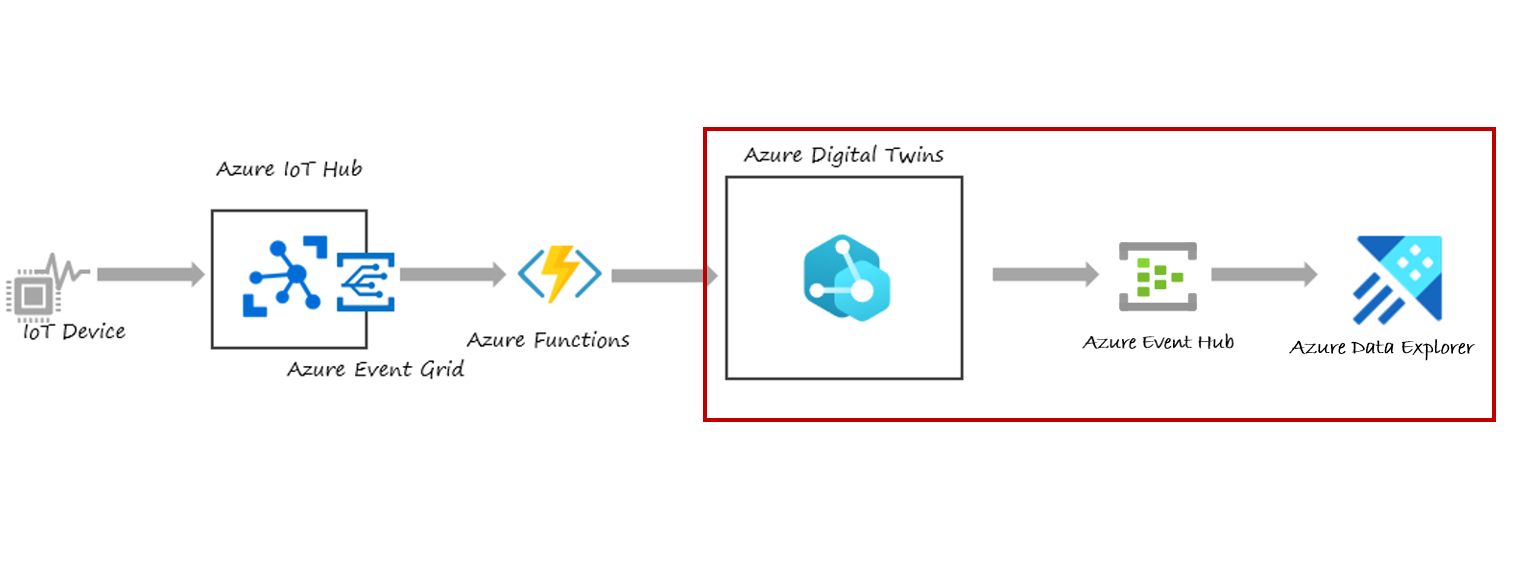 Azure Digital Twins
Azure IoT Hub
IoT Device
Azure Functions
Azure Event Hub
Azure Data Explorer
Azure Event Grid